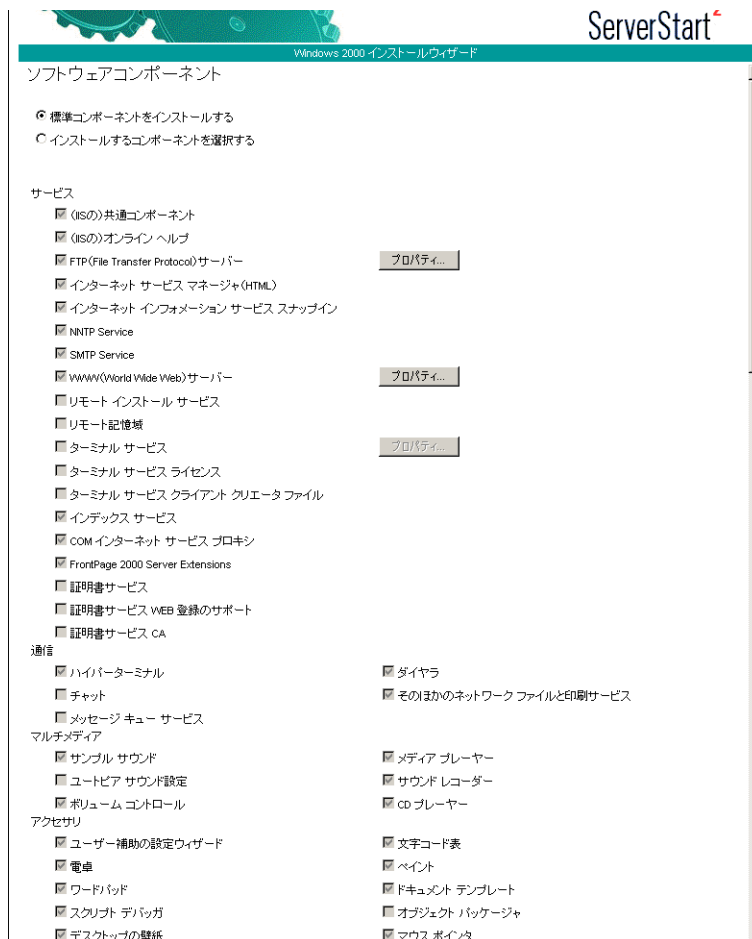 ServerStart2
Windows 2000 インストールウィザード
ソフトウェアコンポーネント
標準コンポーネントをインストールする
インストールするコンポーネントを選択する
サービス
(IISの)共通コンポーネント
(IISの)オンライン ヘルプ
FTP(File Transfer Protocol)サーバー プロパティ...
インターネット サービス マネージャ(HTML)
インターネット インフォメーション サービス スナップイン
NNTP Service
SMTP Service
WWW(World Wide Web)サーバー プロパティ...
リモート インストール サービス
リモート記憶域
ターミナル サービス プロパティ...
ターミナル サービス ライセンス
ターミナル サービス クライアント クリエータ ファイル
インデックス サービス
COM インターネット サービス プロキシ
FrontPage 2000 Server Extensions
証明書サービス
証明書サービス WEB 登録のサポート
証明書サービス CA
通信
ハイパーターミナル ダイヤラ
チャット そのほかのネットワーク ファイルと印刷サービス
メッセージ キュー サービス
マルチメディア
サンプル サウンド メディア プレーヤー
ユートピア サウンド設定 サウンド レコーダー
ボリューム コントロール CD プレーヤー
アクセサリ
ユーザー補助の設定ウィザード 文字コード表
電卓 ペイント
ワードパッド ドキュメント テンプレート
スクリプト デバッガ オブジェクト パッケージャ
デスクトップの壁紙 マウス ポインタ